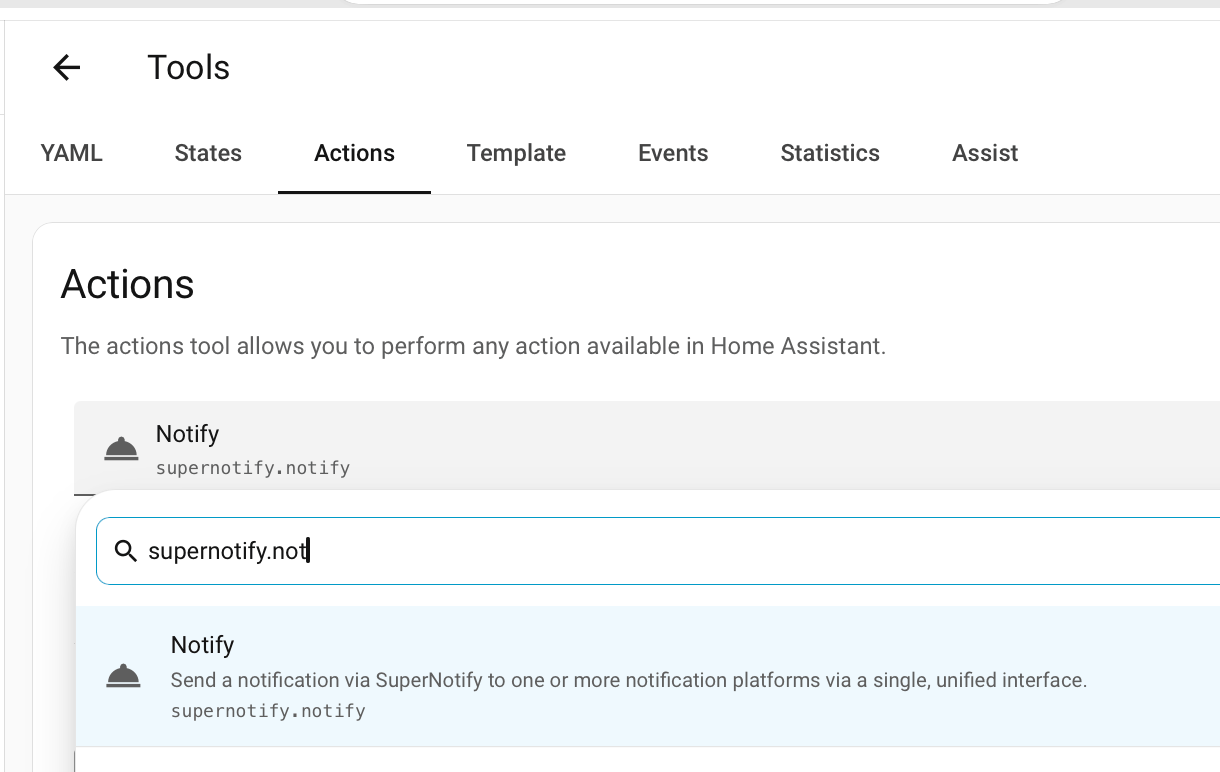 Tools
YAML States Actions Template Events Statistics Assist
Actions
The actions tool allows you to perform any action available in Home Assistant.
Notify
supernotify.notify
supernotify.not
Notify
Send a notification via SuperNotify to one or more notification platforms via a single, unified interface.
supernotify.notify